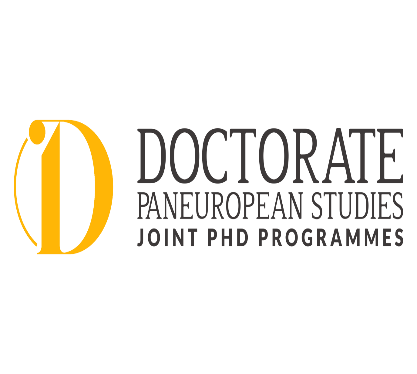 DOCTORATE
PANEUROPEAN STUDIES
JOINT PHD PROGRAMMES